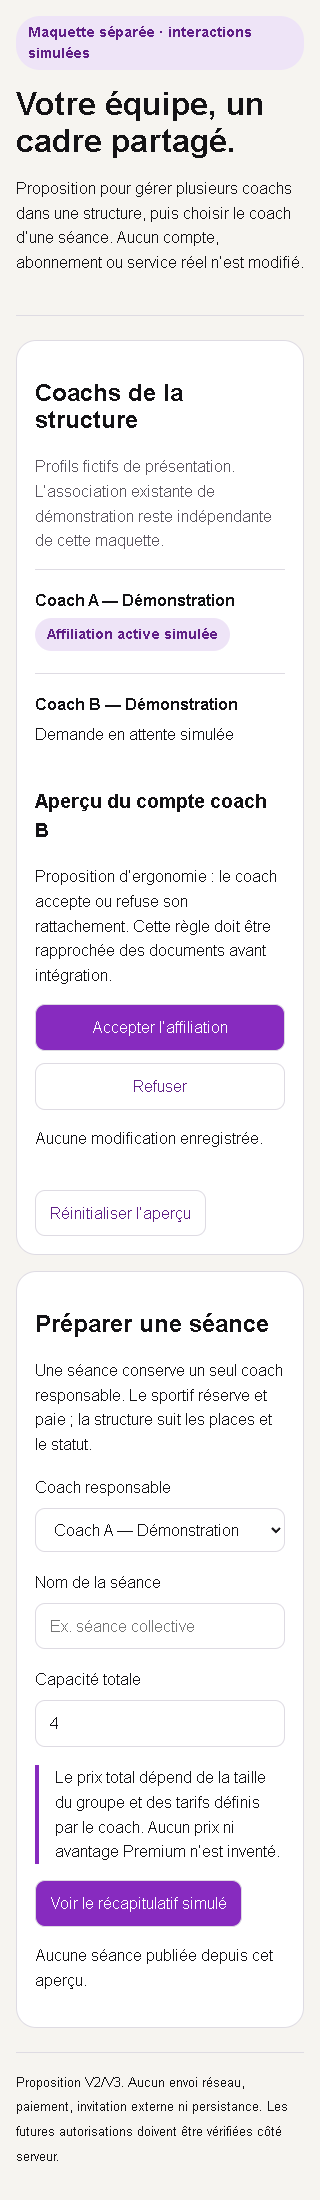 Maquette séparée · interactions
simulées
Votre équipe, un
cadre partagé.
Proposition pour gérer plusieurs coachs
dans une structure, puis choisir le coach
d'une séance. Aucun compte,
abonnement ou service réel n'est modifié.
Coachs de la
structure
Profils fictifs de présentation.
L'association existante de
démonstration reste indépendante
de cette maquette.
Coach A — Démonstration
Affiliation active simulée
Coach B — Démonstration
Demande en attente simulée
Aperçu du compte coach
B
Proposition d'ergonomie : le coach
accepte ou refuse son
rattachement. Cette règle doit être
rapprochée des documents avant
intégration.
Accepter l'affiliation
Refuser
Aucune modification enregistrée.
Réinitialiser l'aperçu
Préparer une séance
Une séance conserve un seul coach
responsable. Le sportif réserve et
paie ; la structure suit les places et
le statut.
Coach responsable
Coach A — Démonstration
Nom de la séance
Ex. séance collective
Capacité totale
4
Le prix total dépend de la taille
du groupe et des tarifs définis
par le coach. Aucun prix ni
avantage Premium n'est inventé.
Voir le récapitulatif simulé
Aucune séance publiée depuis cet
aperçu.
Proposition V2/V3. Aucun envoi réseau,
paiement, invitation externe ni persistance. Les
futures autorisations doivent être vérifiées côté
serveur.